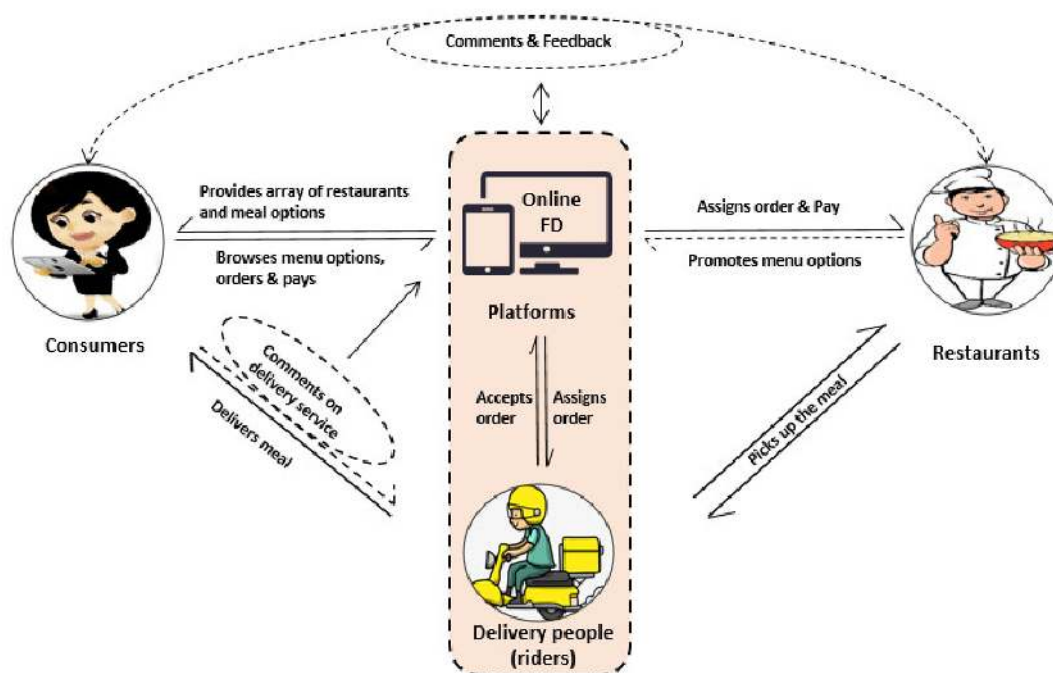 Comments & Feedback
Provides array of restaurants
and meal options
Browses menu options,
orders & pays
Online
FD
Assigns order & Pay
Promotes menu options
Platforms
Consumers
Restaurants
Comments on
delivery service
Delivers meal
Accepts
order
Assigns
order
Picks up the meal
Delivery people
(riders)